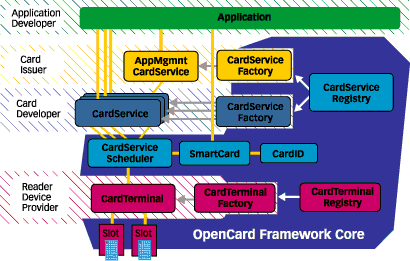 Application
Developer
Application
Card
Issuer
AppMgmnt
CardService
CardService
Factory
CardService
Registry
Card
Developer
CardService
CardService
Factory
CardService
Scheduler
SmartCard
CardID
Reader
Device
Provider
CardTerminal
CardTerminal
Factory
CardTerminal
Registry
Slot
Slot
OpenCard Framework Core